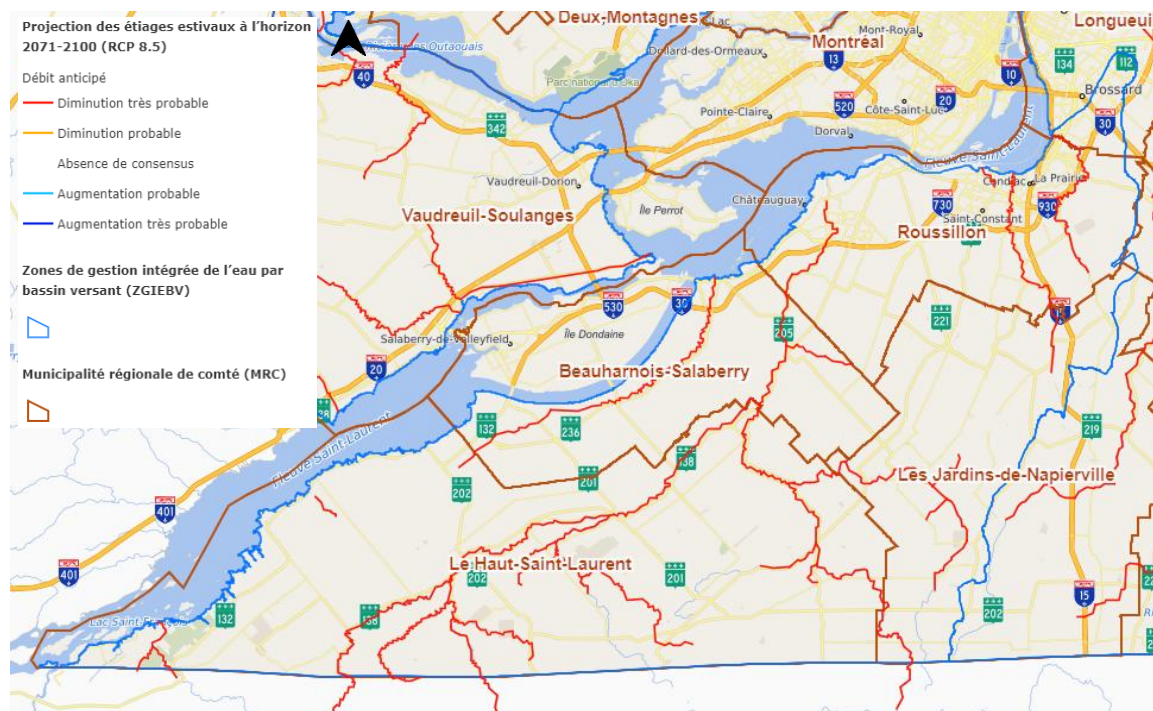 Projection des étiages estivaux à l’horizon
2071-2100 (RCP 8.5)
Débit anticipé
Diminution très probable
Diminution probable
Absence de consensus
Augmentation probable
Augmentation très probable
Zones de gestion intégrée de l’eau par
bassin versant (ZGIEBV)
Municipalité régionale de comté (MRC)
Deux-Montagnes
Lac
Longueuil
Outaouais
Dollard-des-Ormeaux
Mont-Royal
Montréal
13
134
112
40
Parc national d'Oka
10
Brossard
342
Pointe-Claire
520
20
Côte-Saint-Luc
30
Dorval
Fleuve Saint-Laurent
Vaudreuil-Dorion
Candiac
La Prairie
Châteauguay
Île Perrot
730
930
Vaudreuil-Soulanges
Saint-Constant
Roussillon
530
30
15
Salaberry-de-Valleyfield
Île Dondaine
205
221
20
Beauharnois-Salaberry
138
132
236
219
Fleuve Saint-Laurent
138
201
Les Jardins-de-Napierville
202
401
Le Haut-Saint-Laurent
401
202
201
15
202
Lac Saint-François
132
138